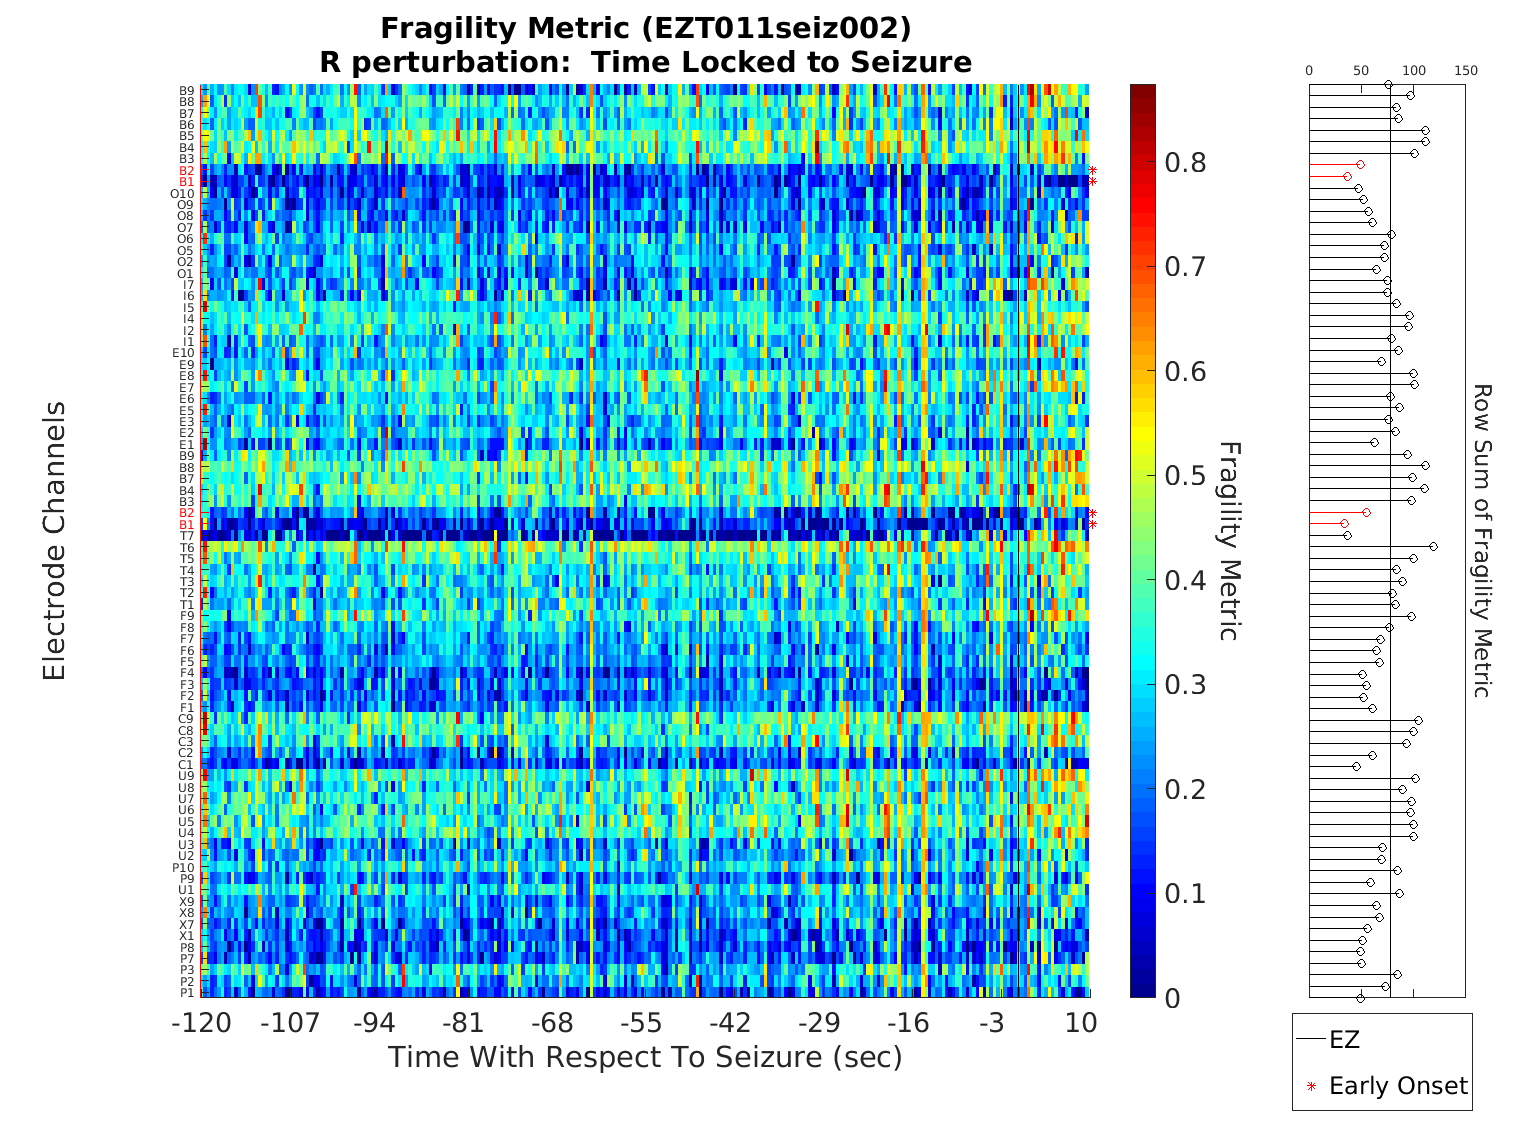 Fragility Metric (EZT011seiz002)
R perturbation: Time Locked to Seizure
0 50 100 150
B9
B8
B7
B6
B5
B4
B3
B2
B1
O10
O9
O8
O7
O6
O5
O2
O1
I7
I6
I5
I4
I2
I1
E10
E9
E8
E7
E6
E5
E3
E2
E1
B9
B8
B7
B4
B3
B2
B1
T7
T6
T5
T4
T3
T2
T1
F9
F8
F7
F6
F5
F4
F3
F2
F1
C9
C8
C3
C2
C1
U9
U8
U7
U6
U5
U4
U3
U2
P10
P9
U1
X9
X8
X7
X1
P8
P7
P3
P2
P1
Electrode Channels
-120 -107 -94 -81 -68 -55 -42 -29 -16 -3 10
Time With Respect To Seizure (sec)
0.8
0.7
0.6
0.5
0.4
0.3
0.2
0.1
0
Fragility Metric
Row Sum of Fragility Metric
EZ
Early Onset